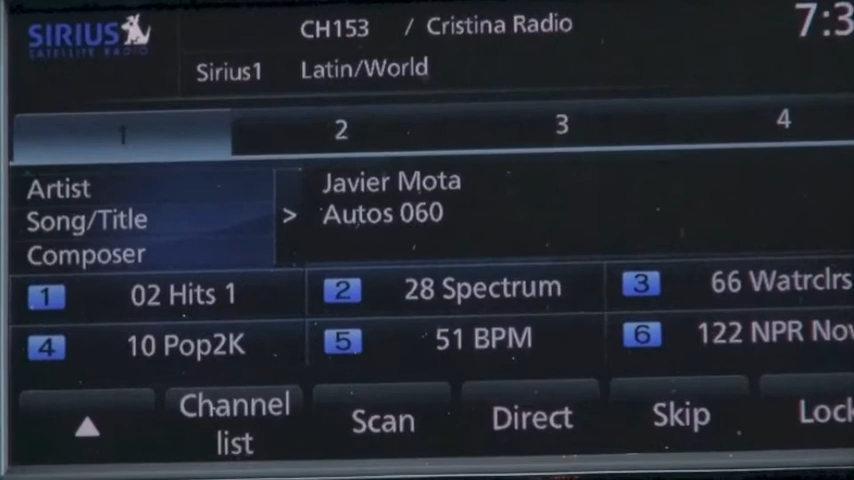 SIRIUS
SATELLITE RADIO
CH153 / Cristina Radio
7:3
Sirius1 Latin/World
1 2 3 4
Artist
Song/Title
Composer
> Javier Mota
Autos 060
1 02 Hits 1 2 28 Spectrum 3 66 Watrclrs
4 10 Pop2K 5 51 BPM 6 122 NPR Nov
Channel list Scan Direct Skip Lock